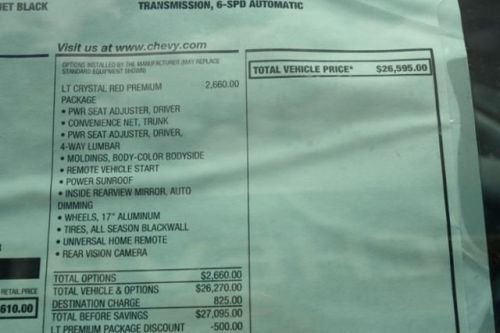 JET BLACK
TRANSMISSION, 6-SPD AUTOMATIC
Visit us at www.chevy.com
OPTIONS INSTALLED BY THE MANUFACTURER (MAY REPLACE
STANDARD EQUIPMENT SHOWN)
LT CRYSTAL RED PREMIUM 2,660.00
PACKAGE
• PWR SEAT ADJUSTER, DRIVER
• CONVENIENCE NET, TRUNK
• PWR SEAT ADJUSTER, DRIVER,
4-WAY LUMBAR
• MOLDINGS, BODY-COLOR BODYSIDE
• REMOTE VEHICLE START
• POWER SUNROOF
• INSIDE REARVIEW MIRROR, AUTO
DIMMING
• WHEELS, 17" ALUMINUM
• TIRES, ALL SEASON BLACKWALL
• UNIVERSAL HOME REMOTE
• REAR VISION CAMERA
TOTAL OPTIONS $2,660.00
TOTAL VEHICLE & OPTIONS $26,270.00
DESTINATION CHARGE 825.00
TOTAL BEFORE SAVINGS $27,095.00
LT PREMIUM PACKAGE DISCOUNT -500.00
TOTAL VEHICLE PRICE* $26,595.00
RETAIL PRICE
610.00